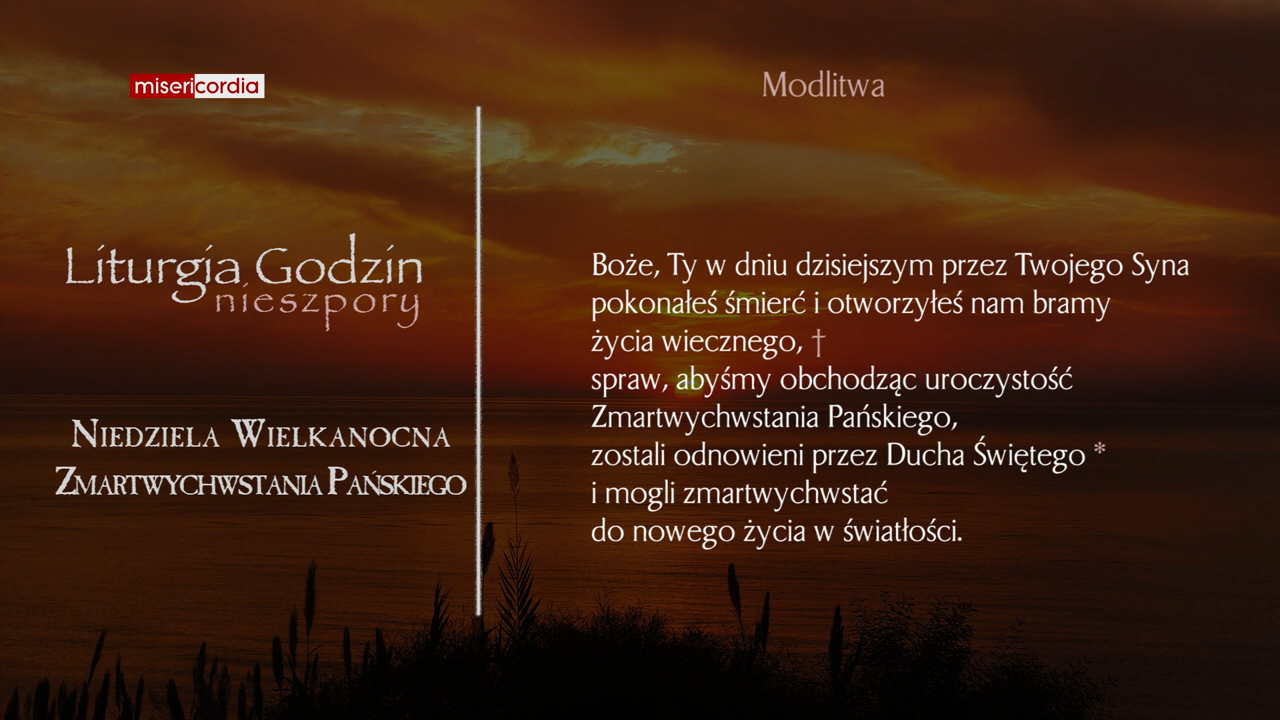 misericordia
Modlitwa
Liturgia Godzin
nieszpory
Niedziela Wielkanocna
Zmartwychwstania Pańskiego
Boże, Ty w dniu dzisiejszym przez Twojego Syna
pokonałeś śmierć i otworzyłeś nam bramy
życia wiecznego, †
spraw, abyśmy obchodząc uroczystość
Zmartwychwstania Pańskiego,
zostali odnowieni przez Ducha Świętego *
i mogli zmartwychwstać
do nowego życia w światłości.